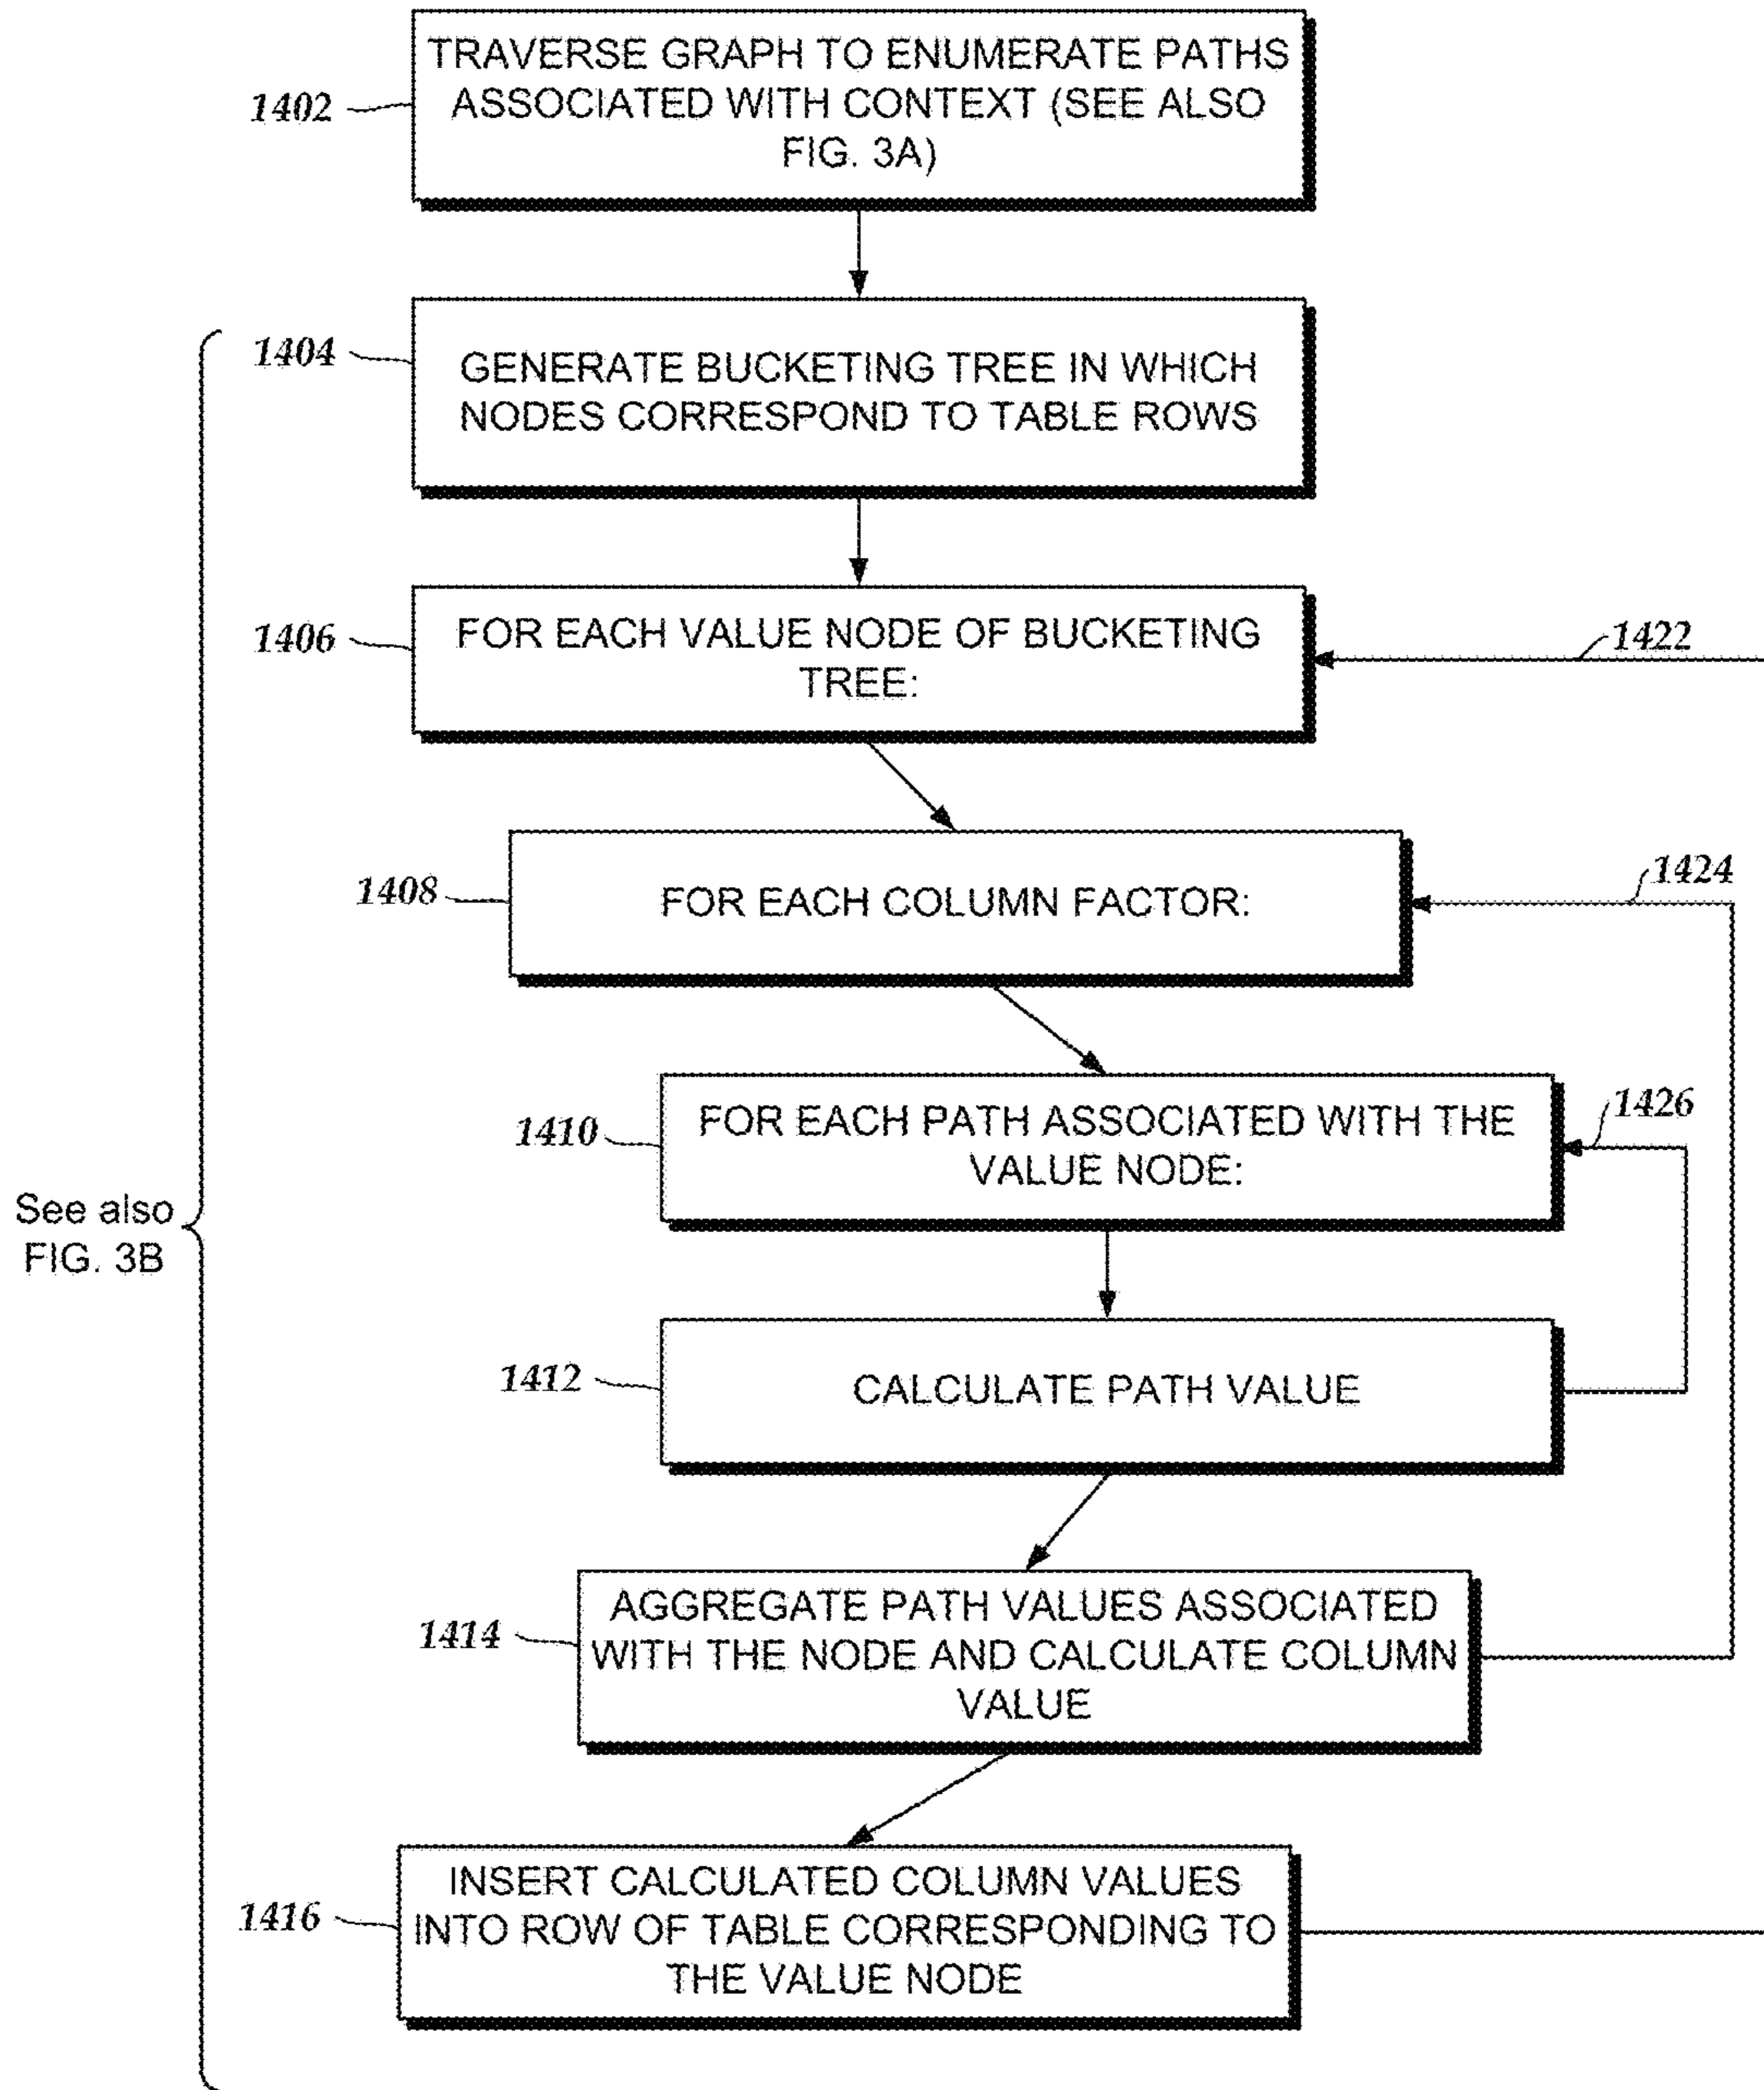 TRAVERSE GRAPH TO ENUMERATE PATHS
1402
ASSOCIATED WITH CONTEXT (SEE ALSO
FIG. 3A)
1404
GENERATE BUCKETING TREE IN WHICH
NODES CORRESPOND TO TABLE ROWS
1406
FOR EACH VALUE NODE OF BUCKETING
TREE:
1422
1408
FOR EACH COLUMN FACTOR:
1424
1410
FOR EACH PATH ASSOCIATED WITH THE
VALUE NODE:
1426
See also
FIG. 3B
1412
CALCULATE PATH VALUE
1414
AGGREGATE PATH VALUES ASSOCIATED
WITH THE NODE AND CALCULATE COLUMN
VALUE
1416
INSERT CALCULATED COLUMN VALUES
INTO ROW OF TABLE CORRESPONDING TO
THE VALUE NODE